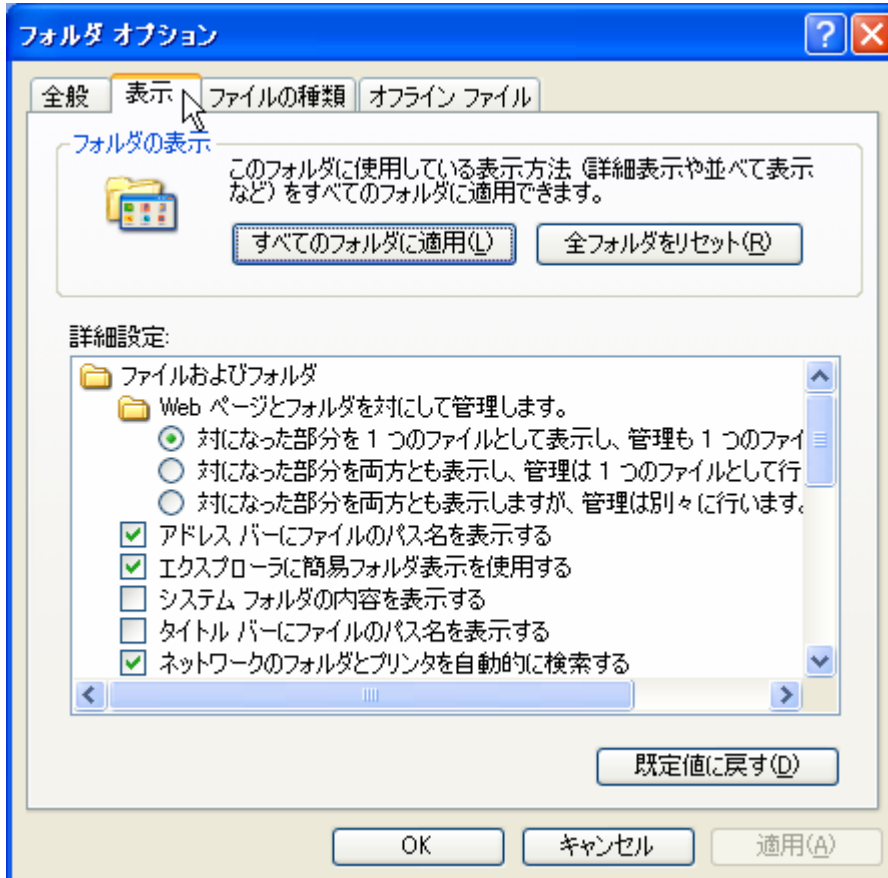 フォルダ オプション
全般 表示 ファイルの種類 オフライン ファイル
フォルダの表示
このフォルダに使用している表示方法（詳細表示や並べて表示
など）をすべてのフォルダに適用できます。
すべてのフォルダに適用(L) 全フォルダをリセット(R)
詳細設定:
ファイルおよびフォルダ
Web ページとフォルダを対にして管理します。
対になった部分を 1 つのファイルとして表示し、管理も 1 つのファイ
対になった部分を両方とも表示し、管理は 1 つのファイルとして行
対になった部分を両方とも表示しますが、管理は別々に行います。
アドレス バーにファイルのパス名を表示する
エクスプローラに簡易フォルダ表示を使用する
システム フォルダの内容を表示する
タイトル バーにファイルのパス名を表示する
ネットワークのフォルダとプリンタを自動的に検索する
既定値に戻す(D)
OK キャンセル 適用(A)